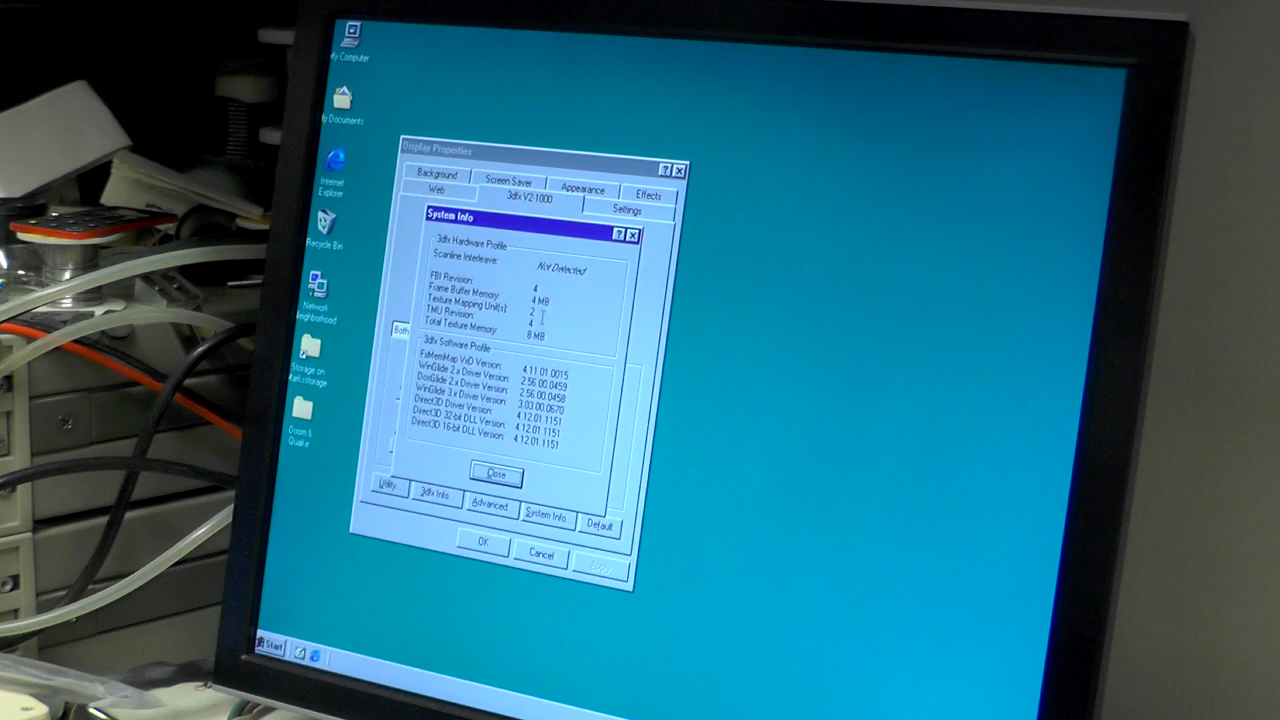 My Computer
My Documents
Internet
Explorer
Recycle Bin
Network
Neighborhood
Storage on
Doom &
Quake
Display Properties
? X
Background
Screen Saver
Appearance
Effects
Web
3dfx V2-1000
Settings
System Info
? X
3dfx Hardware Profile
Scanline Interleave: Not Detected
FBI Revision: 4
Frame Buffer Memory 4 MB
Texture Mapping Unit(s): 2
TMU Revision: 4
Total Texture Memory 8 MB
Both
3dfx Software Profile
FxMemMap VxD Version: 4.11.01.0015
WinGlide 2.x Driver Version: 2.56.00.0459
DosGlide 2.x Driver Version: 2.56.00.0458
WinGlide 3.x Driver Version: 3.03.00.0670
Direct3D Driver Version: 4.12.01.1151
Direct3D 32-bit DLL Version: 4.12.01.1151
Direct3D 16-bit DLL Version: 4.12.01.1151
Close
Utility
3dfx Info...
Advanced
System Info...
Default
OK
Cancel
Apply
Start